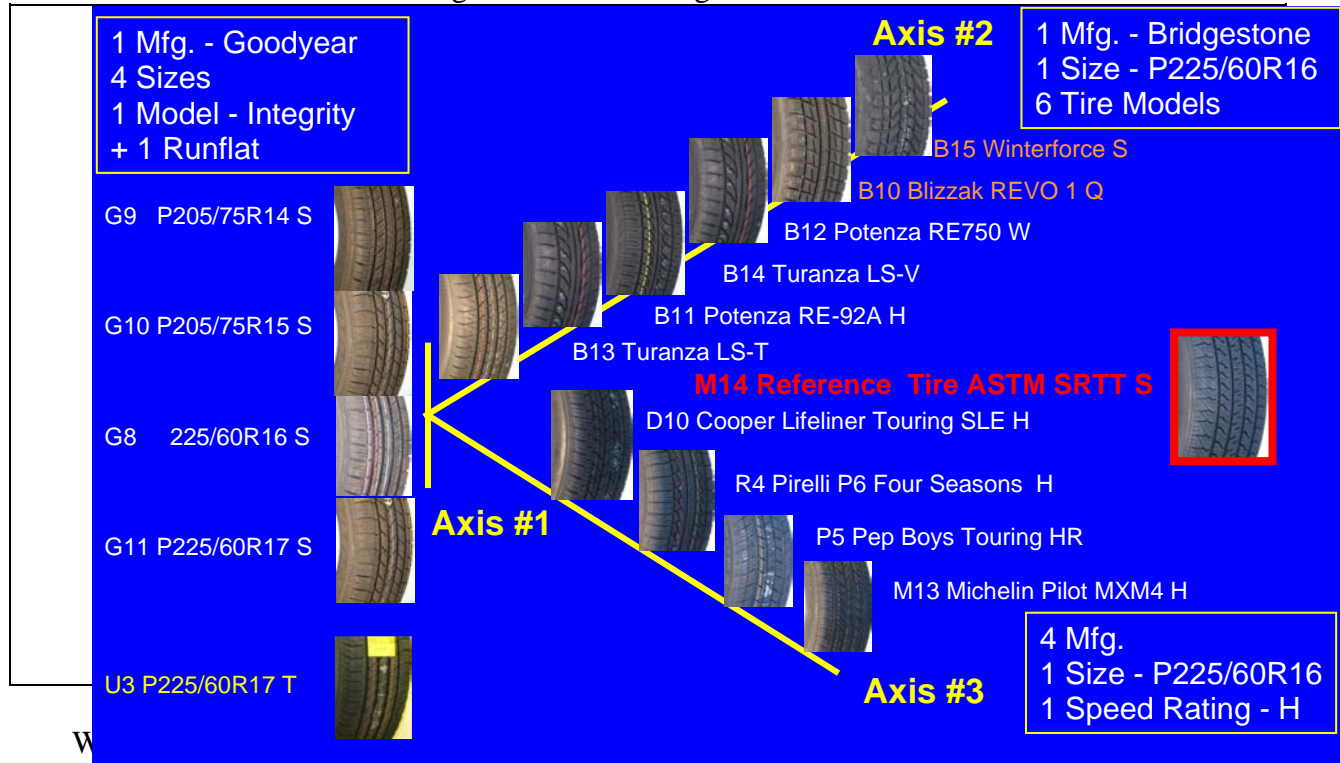 1 Mfg. - Goodyear
4 Sizes
1 Model - Integrity
+ 1 Runflat
Axis #2
1 Mfg. - Bridgestone
1 Size - P225/60R16
6 Tire Models
B15 Winterforce S
B10 Blizzak REVO 1 Q
B12 Potenza RE750 W
B14 Turanza LS-V
B11 Potenza RE-92A H
B13 Turanza LS-T
G9 P205/75R14 S
G10 P205/75R15 S
G8 225/60R16 S
G11 P225/60R17 S
U3 P225/60R17 T
Axis #1
M14 Reference Tire ASTM SRTT S
D10 Cooper Lifeliner Touring SLE H
R4 Pirelli P6 Four Seasons H
P5 Pep Boys Touring HR
M13 Michelin Pilot MXM4 H
Axis #3
4 Mfg.
1 Size - P225/60R16
1 Speed Rating - H